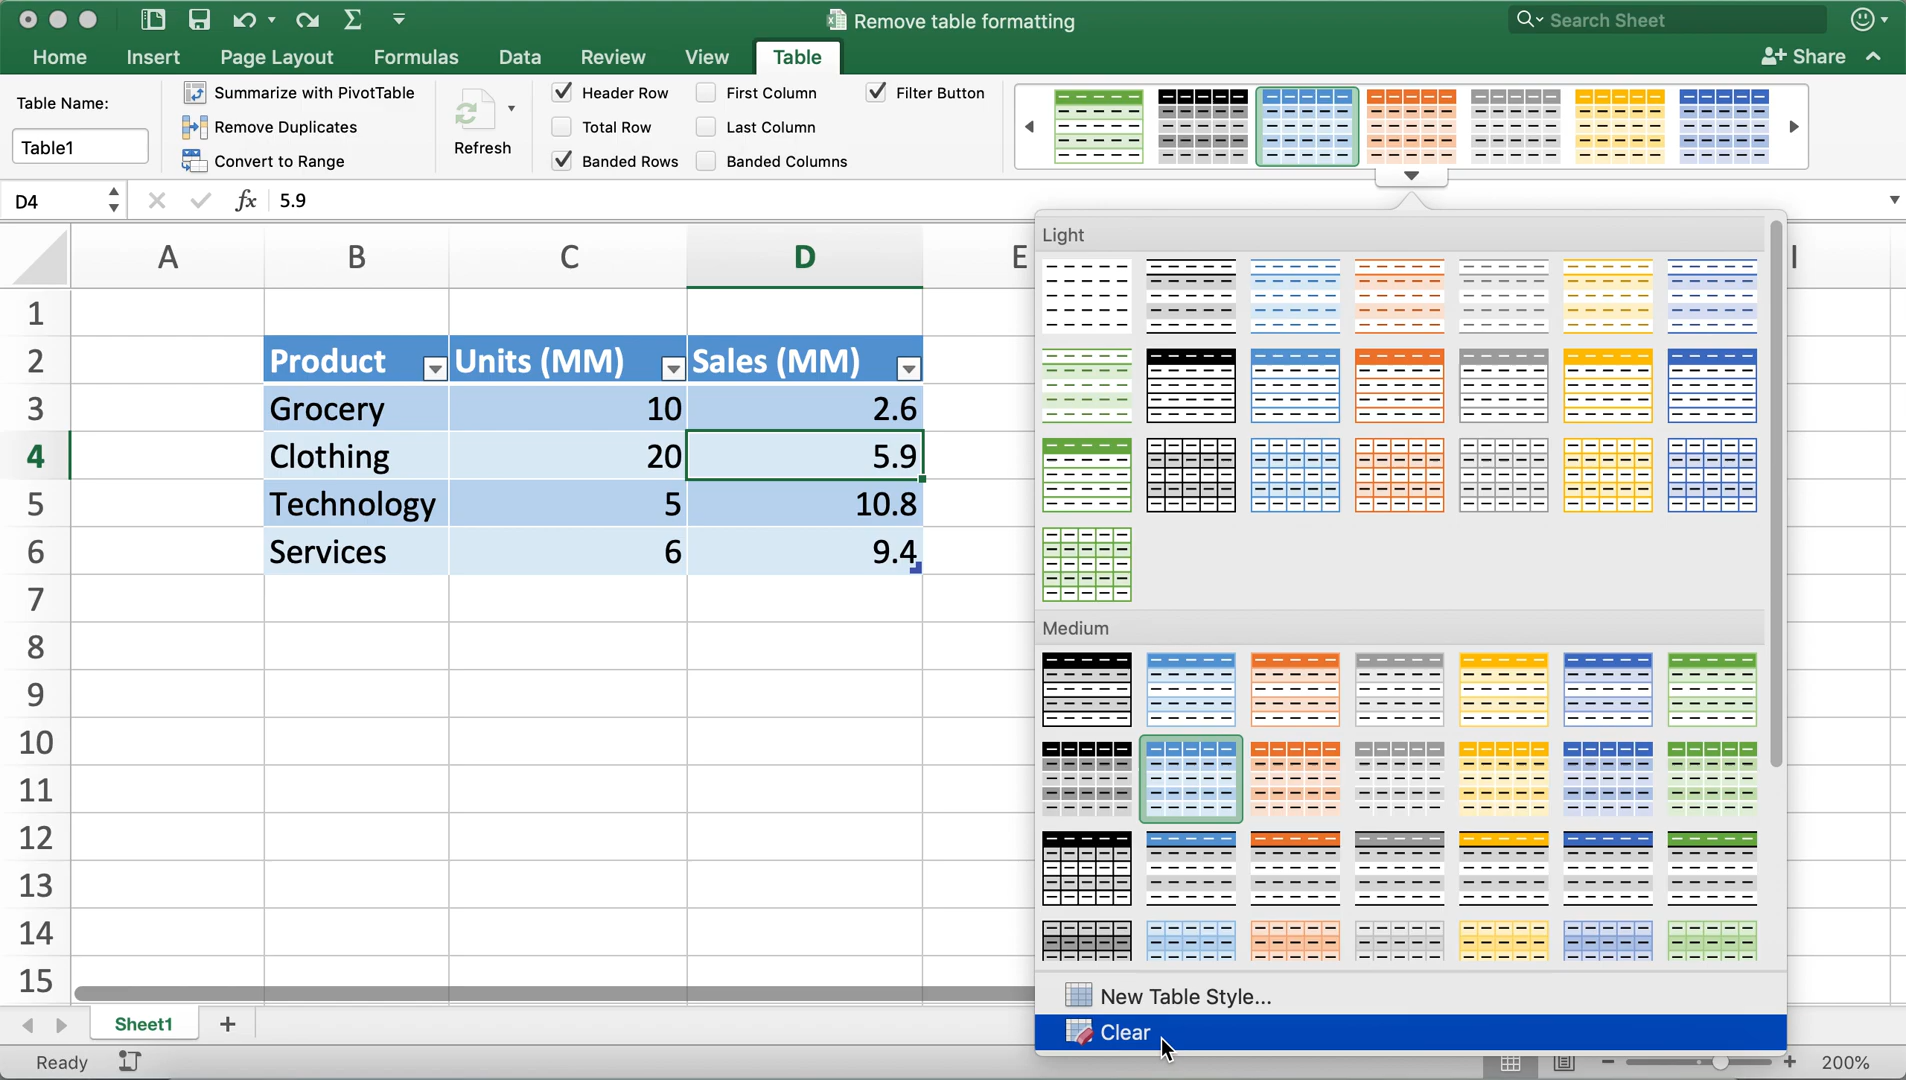 Remove table formatting
Search Sheet
Home Insert Page Layout Formulas Data Review View Table
Share
Table Name:
Table1
Summarize with PivotTable
Remove Duplicates
Convert to Range
Refresh
Header Row First Column Filter Button
Total Row Last Column
Banded Rows Banded Columns
D4 fx 5.9
A B C D E I
Light
1
2 Product Units (MM) Sales (MM)
3 Grocery 10 2.6
4 Clothing 20 5.9
5 Technology 5 10.8
6 Services 6 9.4
7
Medium
8
9
10
11
12
13
14
15
New Table Style...
Clear
Sheet1
Ready
200%